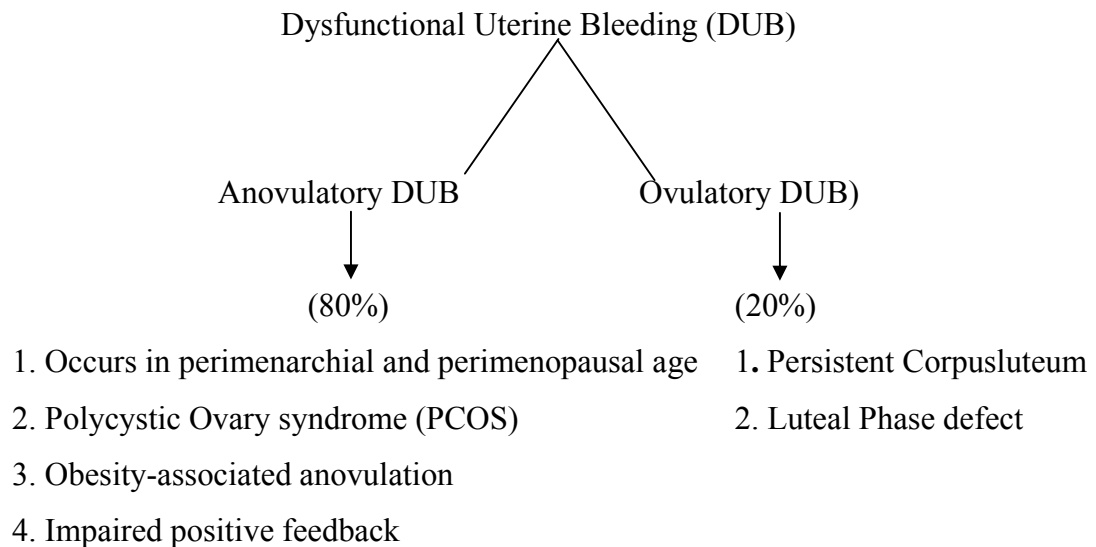 Dysfunctional Uterine Bleeding (DUB)
Anovulatory DUB
Ovulatory DUB)
(80%)
(20%)
1. Occurs in perimenarchial and perimenopausal age
1. Persistent Corpusluteum
2. Polycystic Ovary syndrome (PCOS)
2. Luteal Phase defect
3. Obesity-associated anovulation
4. Impaired positive feedback